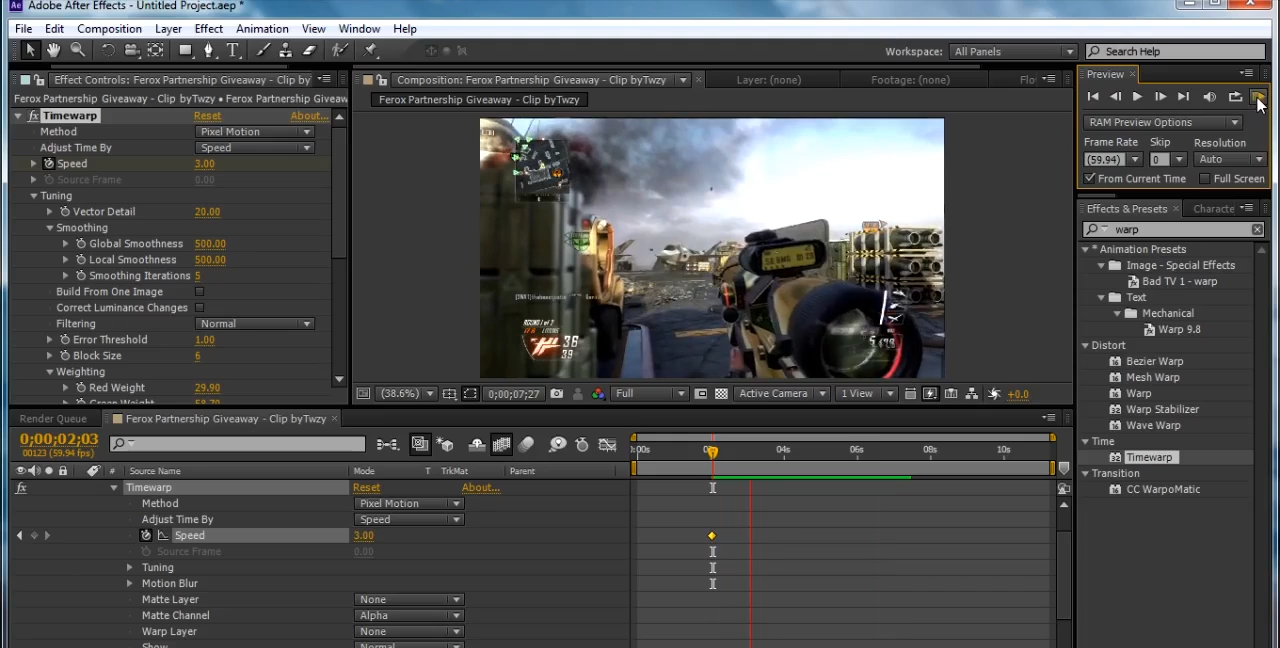 Ae Adobe After Effects - Untitled Project.aep *
File Edit Composition Layer Effect Animation View Window Help
Workspace: All Panels Search Help
Effect Controls: Ferox Partnership Giveaway - Clip by
Ferox Partnership Giveaway - Clip byTwzy • Ferox Partnership Giveaway
fx Timewarp Reset About...
Method Pixel Motion
Adjust Time By Speed
Speed 3.00
Source Frame 0.00
Tuning
Vector Detail 20.00
Smoothing
Global Smoothness 500.00
Local Smoothness 500.00
Smoothing Iterations 5
Build From One Image
Correct Luminance Changes
Filtering Normal
Error Threshold 1.00
Block Size 6
Weighting
Red Weight 29.90
Composition: Ferox Partnership Giveaway - Clip byTwzy Layer: (none) Footage: (none) Flo
Ferox Partnership Giveaway - Clip byTwzy
36
39
(38.6%) 0;00;07;27 Full Active Camera 1 View +0.0
Preview
RAM Preview Options
Frame Rate Skip Resolution
(59.94) 0 Auto
From Current Time Full Screen
Effects & Presets Characte
warp
* Animation Presets
Image - Special Effects
Bad TV 1 - warp
Text
Mechanical
Warp 9.8
Distort
Bezier Warp
Mesh Warp
Warp
Warp Stabilizer
Wave Warp
Time
32 Timewarp
Transition
CC WarpoMatic
Render Queue Ferox Partnership Giveaway - Clip byTwzy
0;00;02;03
00123 (59.94 fps)
# Source Name Mode T TrkMat Parent
04s 06s 08s 10s
fx Timewarp Reset About...
Method Pixel Motion
Adjust Time By Speed
Speed 3.00
Source Frame 0.00
Tuning
Motion Blur
Matte Layer None
Matte Channel Alpha
Warp Layer None
Show Normal